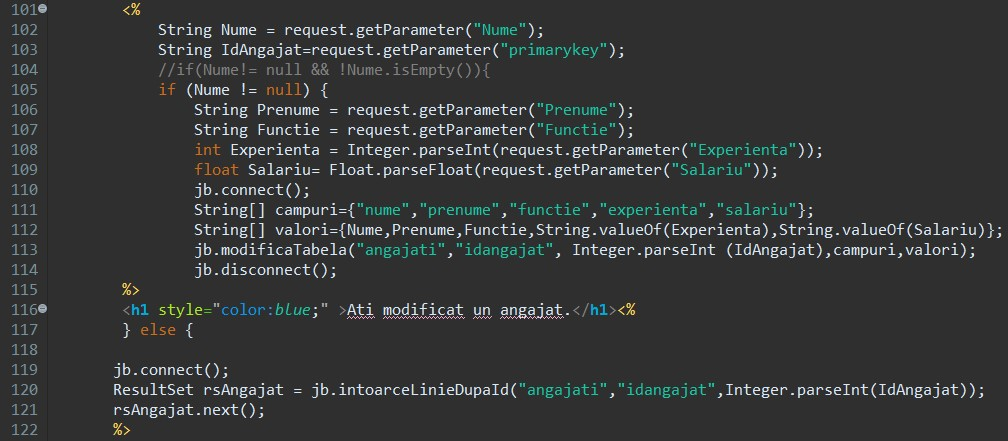 101 <%
102 String Nume = request.getParameter("Nume");
103 String IdAngajat=request.getParameter("primarykey");
104 //if(Nume!= null && !Nume.isEmpty()){
105 if (Nume != null) {
106 String Prenume = request.getParameter("Prenume");
107 String Functie = request.getParameter("Functie");
108 int Experienta = Integer.parseInt(request.getParameter("Experienta"));
109 float Salariu= Float.parseFloat(request.getParameter("Salariu"));
110 jb.connect();
111 String[] campuri={"nume","prenume","functie","experienta","salariu"};
112 String[] valori={Nume,Prenume,Functie,String.valueOf(Experienta),String.valueOf(Salariu)};
113 jb.modificaTabela("angajati","idangajat", Integer.parseInt (IdAngajat),campuri,valori);
114 jb.disconnect();
115 %>
116 <h1 style="color:blue;" >Ati modificat un angajat.</h1><%
117 } else {
118
119 jb.connect();
120 ResultSet rsAngajat = jb.intoarceLinieDupaId("angajati","idangajat",Integer.parseInt(IdAngajat));
121 rsAngajat.next();
122 %>